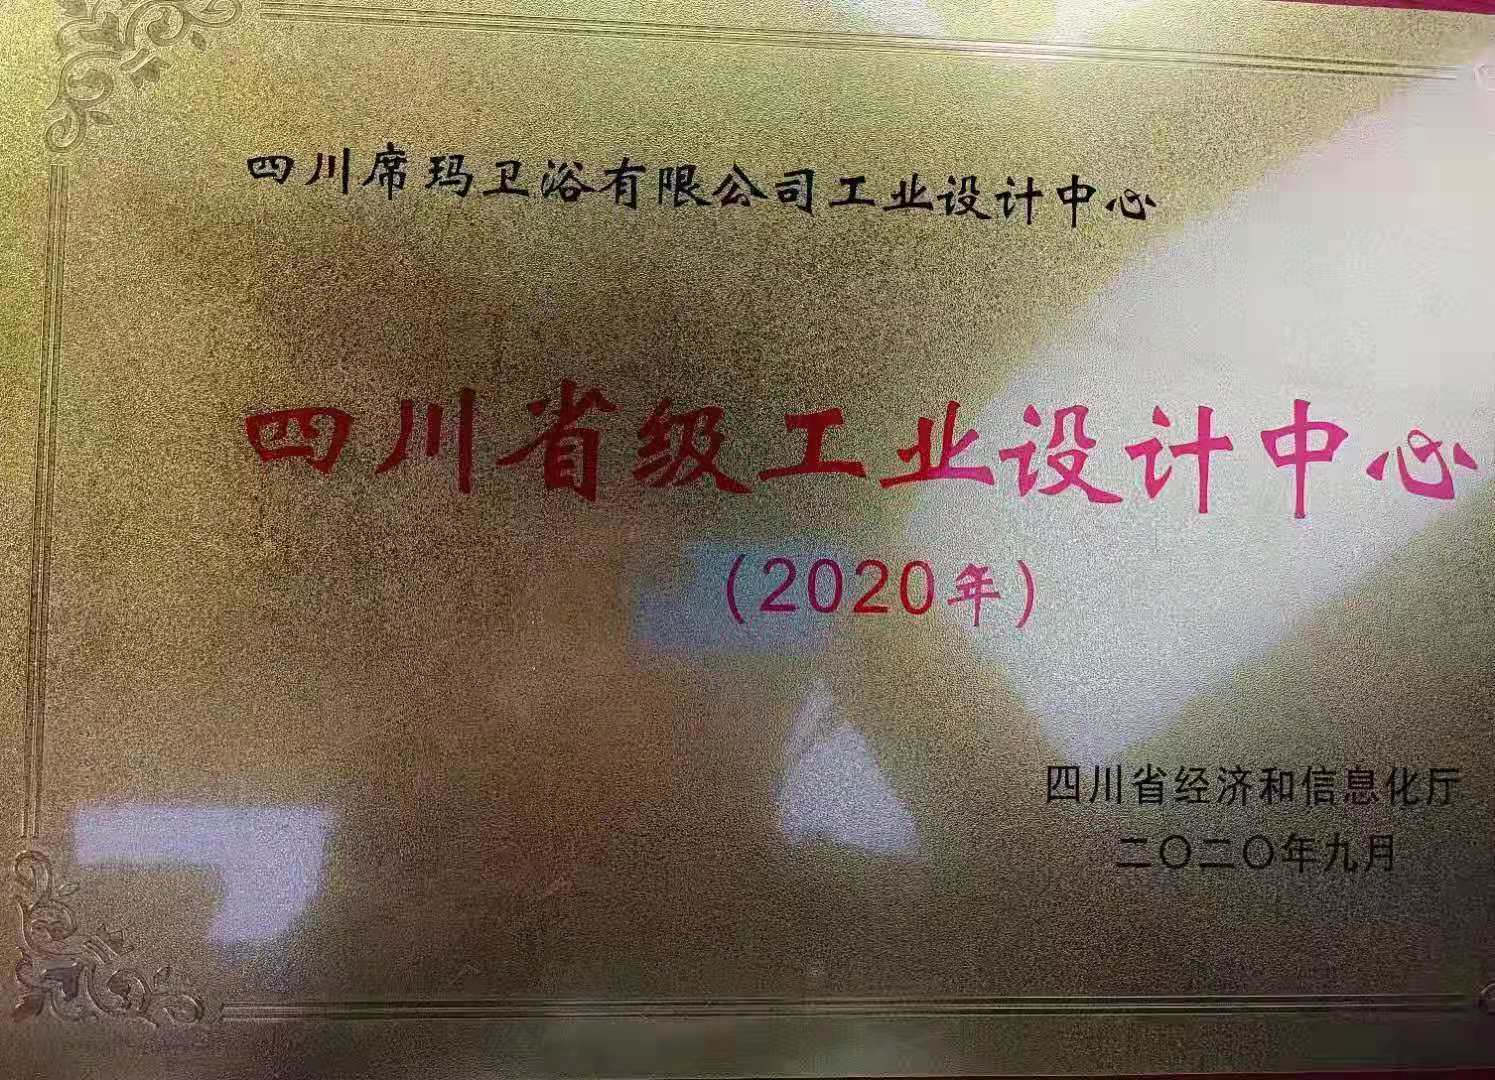 四川席玛卫浴有限公司工业设计中心
四川省级工业设计中心
(2020年)
四川省经济和信息化厅
二〇二〇年九月